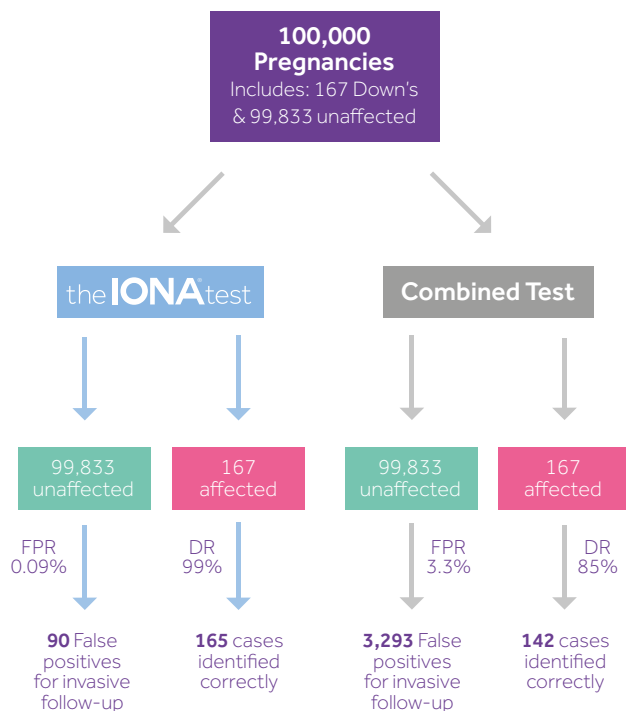 100,000
Pregnancies
Includes: 167 Down's
& 99,833 unaffected
the IONA® test
Combined Test
99,833
unaffected
167
affected
99,833
unaffected
167
affected
FPR
0.09%
DR
99%
FPR
3.3%
DR
85%
90 False
positives
for invasive
follow-up
165 cases
identified
correctly
3,293 False
positives
for invasive
follow-up
142 cases
identified
correctly